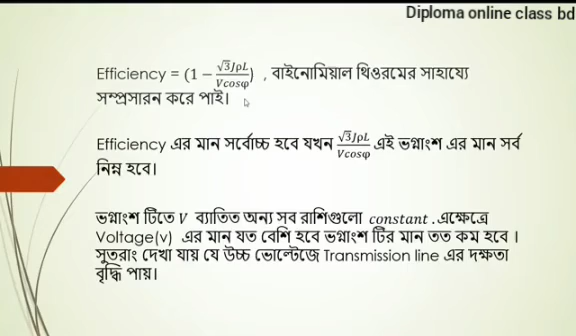 Diploma online class bd
Efficiency = (1 − √3JρL/Vcosφ) , বাইনোমিয়াল থিওরমের সাহায্যে
সম্প্রসারন করে পাই।
Efficiency এর মান সর্বোচ্চ হবে যখন √3JρL/Vcosφ এই ভগ্নাংশ এর মান সর্ব
নিম্ন হবে।
ভগ্নাংশ টিতে V ব্যাতিত অন্য সব রাশিগুলো constant .এক্ষেত্রে
Voltage(v) এর মান যত বেশি হবে ভগ্নাংশ টির মান তত কম হবে ।
সুতরাং দেখা যায় যে উচ্চ ভোল্টেজে Transmission line এর দক্ষতা
বৃদ্ধি পায়।